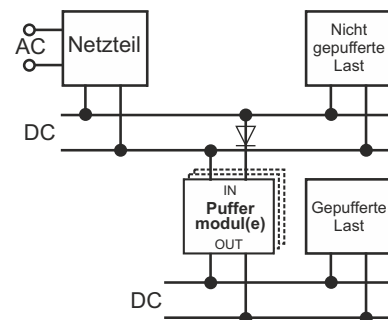 AC
Netzteil
Nicht
gepufferte
Last
DC
IN
Puffer
modul(e)
OUT
Gepufferte
Last
DC